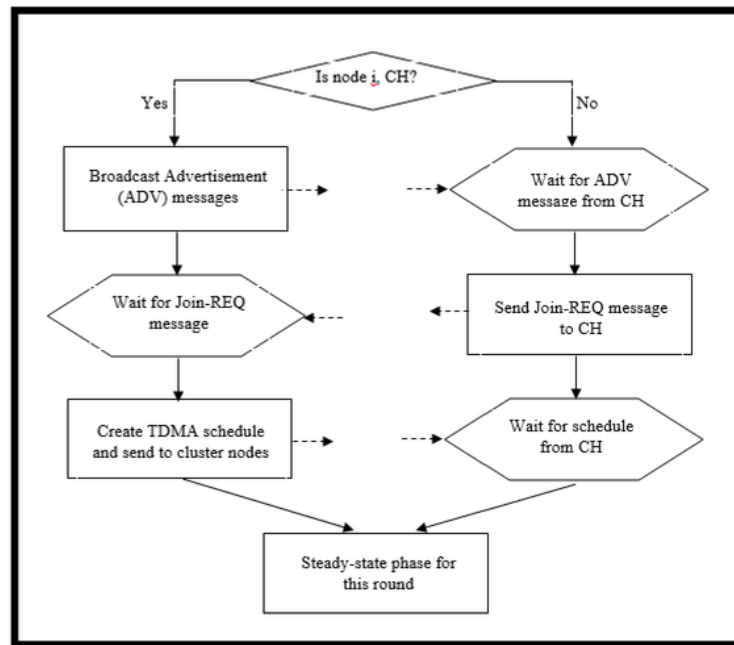 Is node i, CH?
Yes
No
Broadcast Advertisement
(ADV) messages
Wait for ADV
message from CH
Wait for Join-REQ
message
Send Join-REQ message
to CH
Create TDMA schedule
and send to cluster nodes
Wait for schedule
from CH
Steady-state phase for
this round